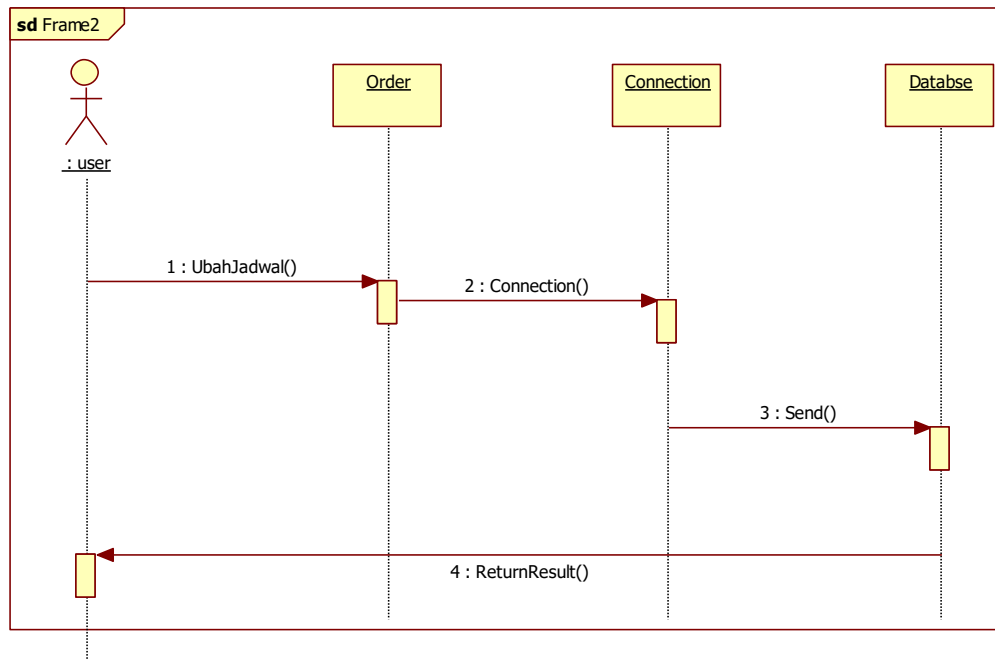 sd Frame2
Order
Connection
Databse
: user
1 : UbahJadwal()
2 : Connection()
3 : Send()
4 : ReturnResult()